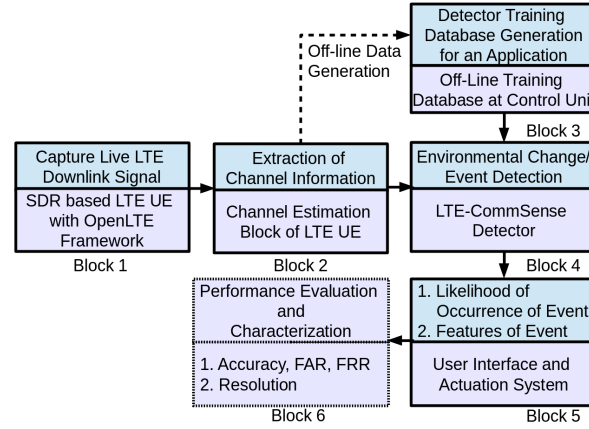 Detector Training
Database Generation
for an Application
Off-Line Training
Database at Control Uni
Block 3
Off-line Data
Generation
Capture Live LTE
Downlink Signal
SDR based LTE UE
with OpenLTE
Framework
Block 1
Extraction of
Channel Information
Channel Estimation
Block of LTE UE
Block 2
Environmental Change/
Event Detection
LTE-CommSense
Detector
Block 4
1. Likelihood of
Occurrence of Event
2. Features of Event
User Interface and
Actuation System
Block 5
Performance Evaluation
and
Characterization
1. Accuracy, FAR, FRR
2. Resolution
Block 6